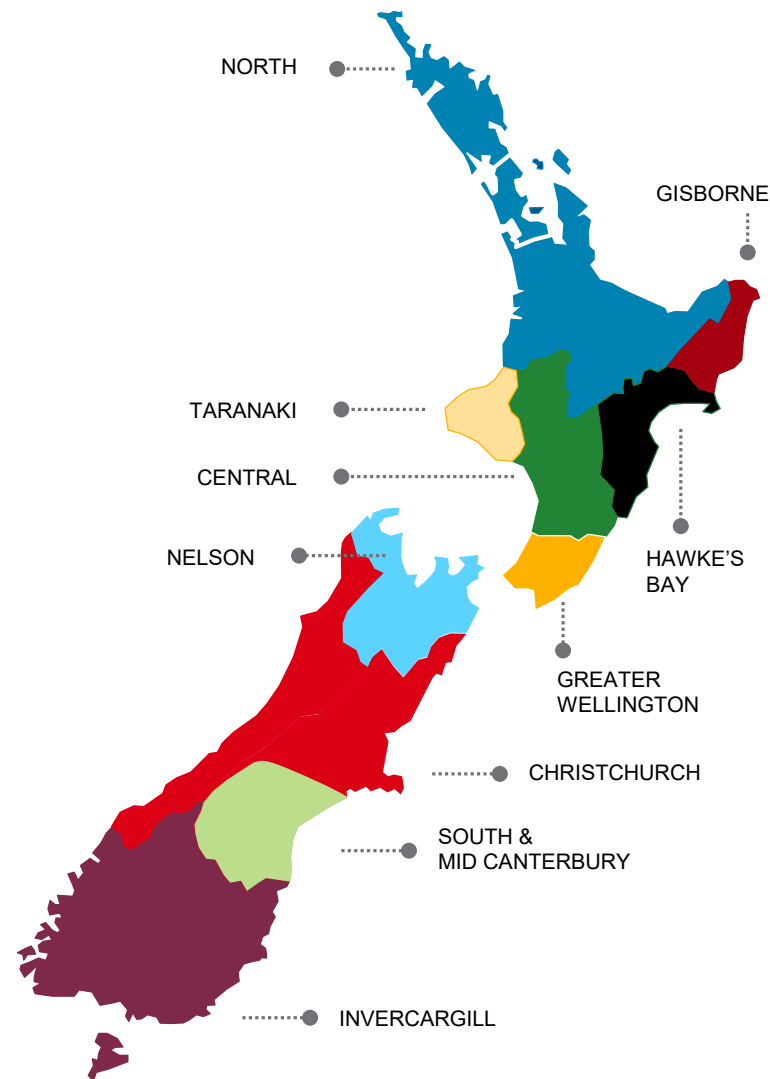 NORTH
GISBORNE
TARANAKI
CENTRAL
NELSON
HAWKE’S
BAY
GREATER
WELLINGTON
CHRISTCHURCH
SOUTH &
MID CANTERBURY
INVERCARGILL